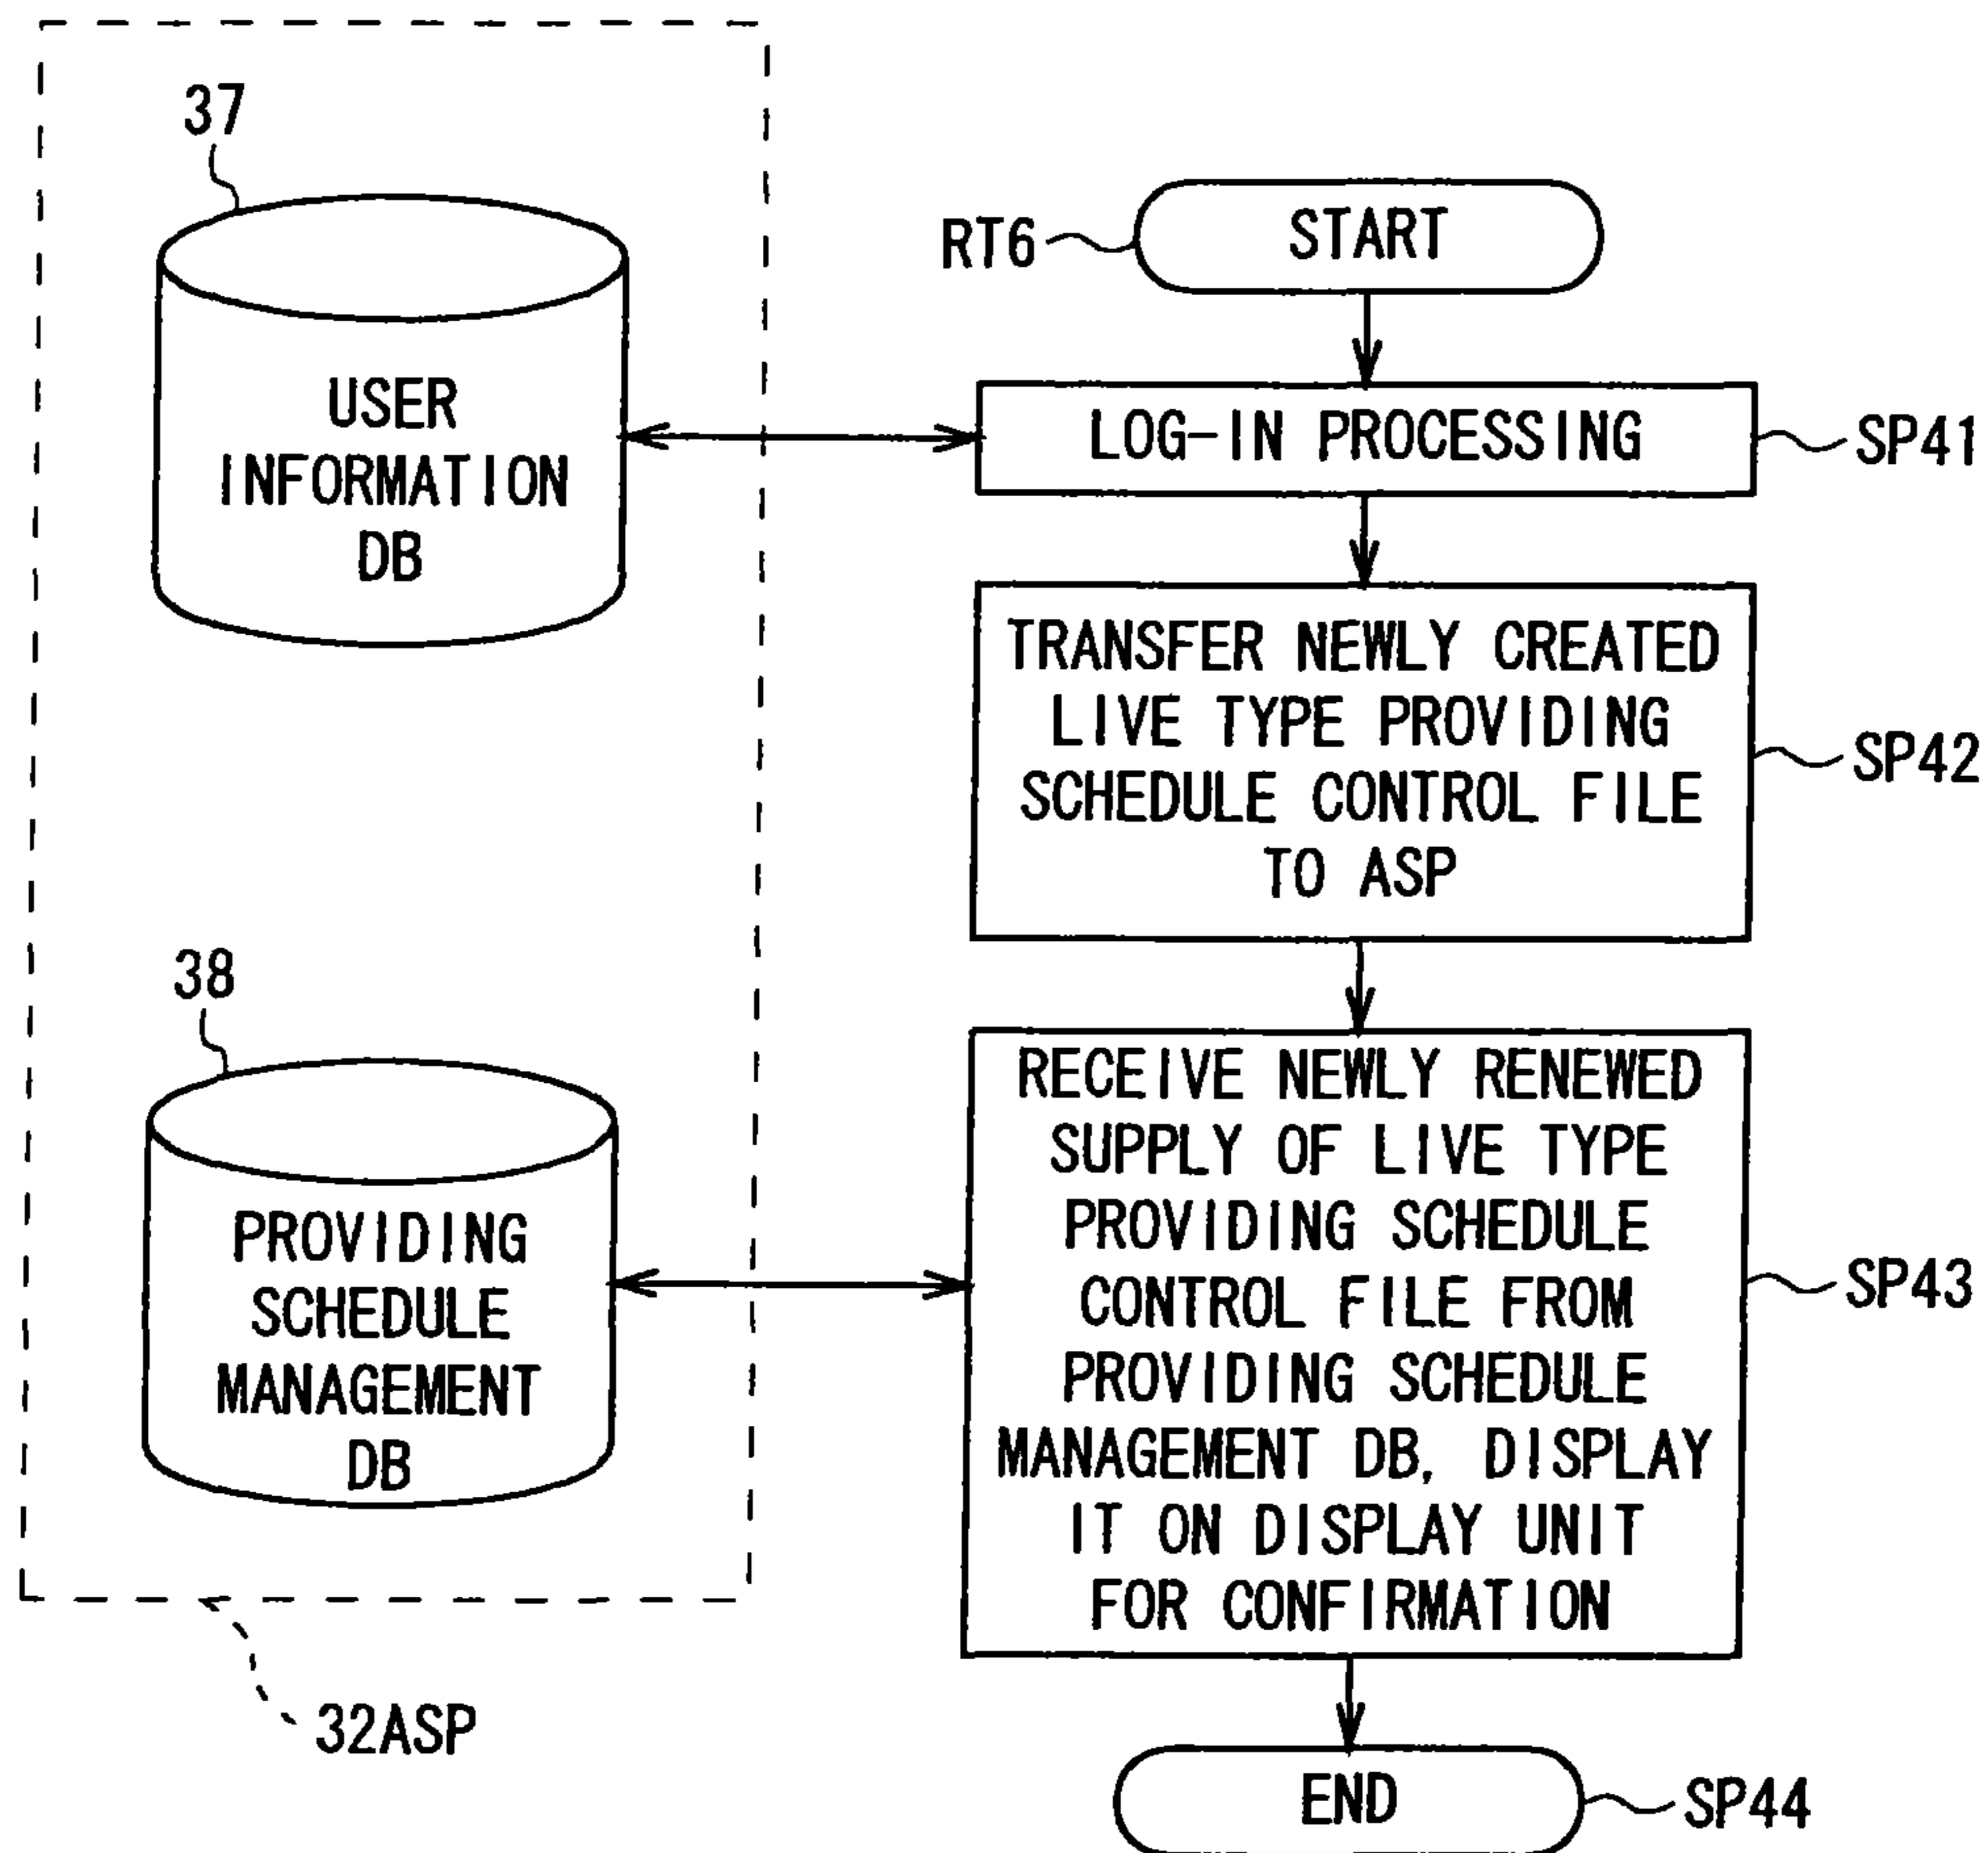 37
USER
INFORMATION
DB
38
PROVIDING
SCHEDULE
MANAGEMENT
DB
32ASP
RT6
START
LOG-IN PROCESSING
SP41
TRANSFER NEWLY CREATED
LIVE TYPE PROVIDING
SCHEDULE CONTROL FILE
TO ASP
SP42
RECEIVE NEWLY RENEWED
SUPPLY OF LIVE TYPE
PROVIDING SCHEDULE
CONTROL FILE FROM
PROVIDING SCHEDULE
MANAGEMENT DB, DISPLAY
IT ON DISPLAY UNIT
FOR CONFIRMATION
SP43
END
SP44